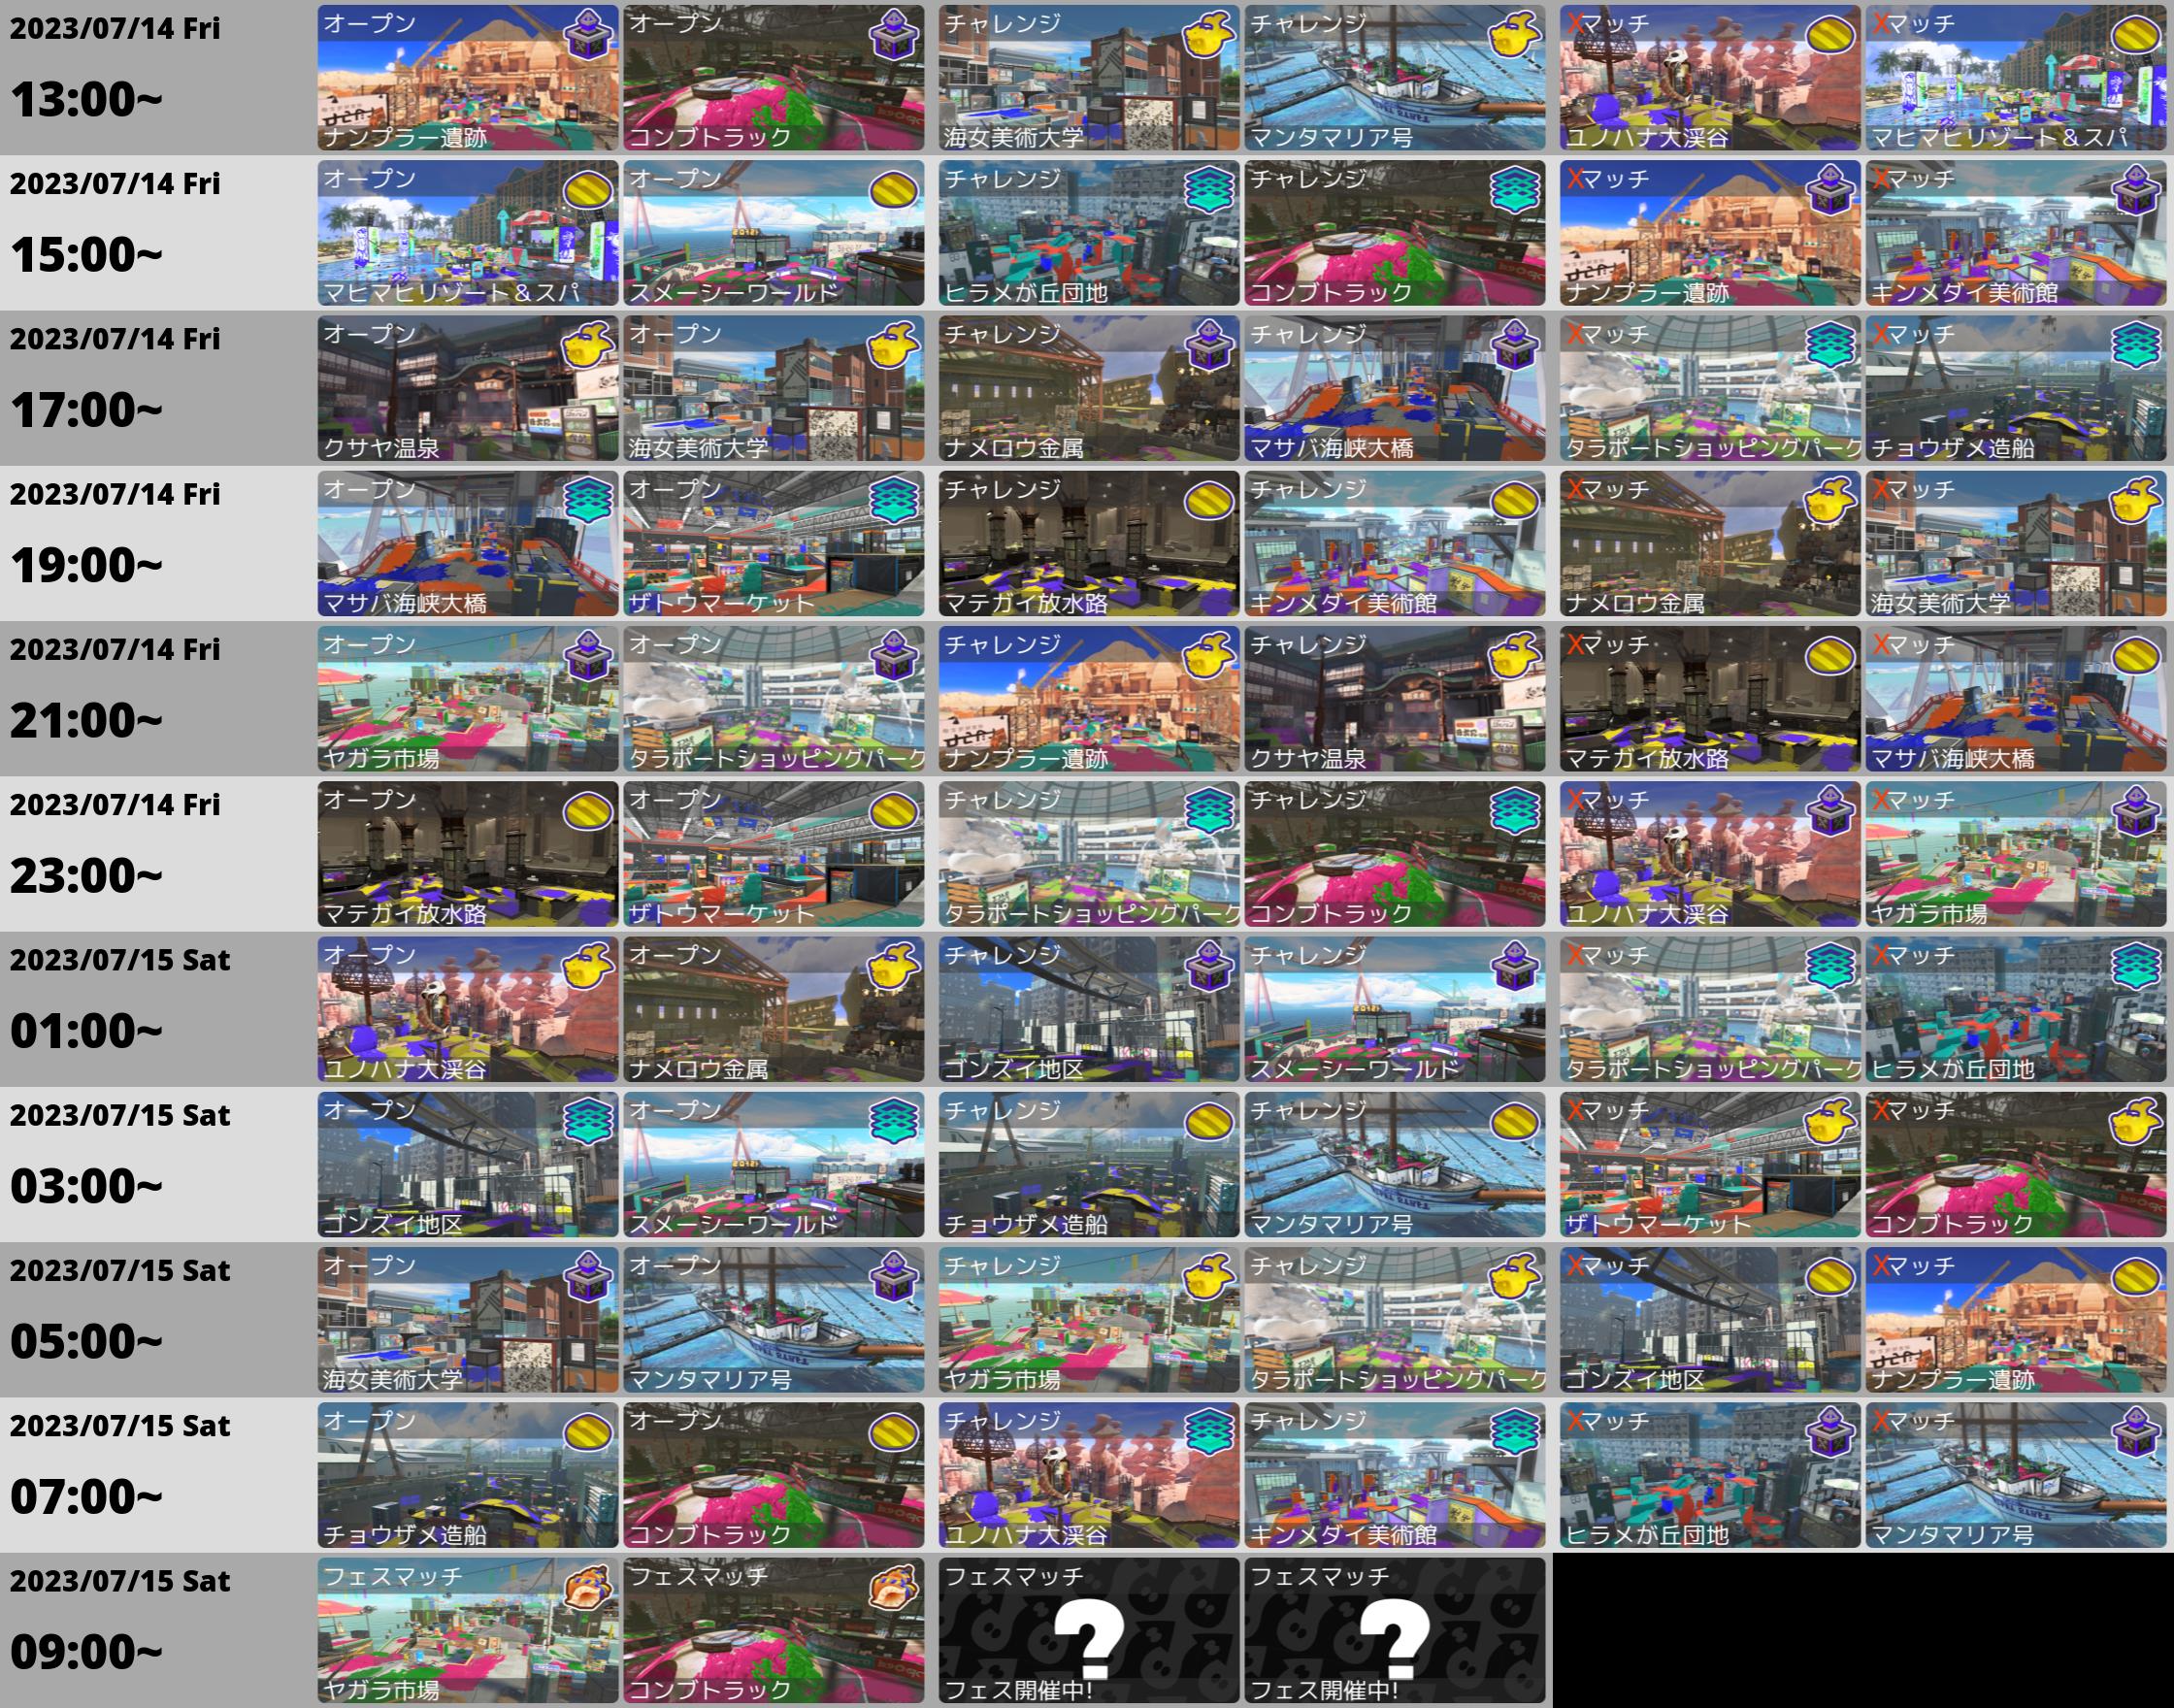 2023/07/14 Fri
13:00~
オープン
ナンプラー遺跡
オープン
コンブトラック
チャレンジ
海女美術大学
チャレンジ
マンタマリア号
Xマッチ
ユノハナ大渓谷
Xマッチ
マヒマヒリゾート＆スパ
2023/07/14 Fri
15:00~
オープン
マヒマヒリゾート＆スパ
オープン
スメーシーワールド
チャレンジ
ヒラメが丘団地
チャレンジ
コンブトラック
Xマッチ
ナンプラー遺跡
Xマッチ
キンメダイ美術館
2023/07/14 Fri
17:00~
オープン
クサヤ温泉
オープン
海女美術大学
チャレンジ
ナメロウ金属
チャレンジ
マサバ海峡大橋
Xマッチ
タラポートショッピングパーク
Xマッチ
チョウザメ造船
2023/07/14 Fri
19:00~
オープン
マサバ海峡大橋
オープン
ザトウマーケット
チャレンジ
マテガイ放水路
チャレンジ
キンメダイ美術館
Xマッチ
ナメロウ金属
Xマッチ
海女美術大学
2023/07/14 Fri
21:00~
オープン
ヤガラ市場
オープン
タラポートショッピングパーク
チャレンジ
ナンプラー遺跡
チャレンジ
クサヤ温泉
Xマッチ
マテガイ放水路
Xマッチ
マサバ海峡大橋
2023/07/14 Fri
23:00~
オープン
マテガイ放水路
オープン
ザトウマーケット
チャレンジ
タラポートショッピングパーク
チャレンジ
コンブトラック
Xマッチ
ユノハナ大渓谷
Xマッチ
ヤガラ市場
2023/07/15 Sat
01:00~
オープン
ユノハナ大渓谷
オープン
ナメロウ金属
チャレンジ
ゴンズイ地区
チャレンジ
スメーシーワールド
Xマッチ
タラポートショッピングパーク
Xマッチ
ヒラメが丘団地
2023/07/15 Sat
03:00~
オープン
ゴンズイ地区
オープン
スメーシーワールド
チャレンジ
チョウザメ造船
チャレンジ
マンタマリア号
Xマッチ
ザトウマーケット
Xマッチ
コンブトラック
2023/07/15 Sat
05:00~
オープン
海女美術大学
オープン
マンタマリア号
チャレンジ
ヤガラ市場
チャレンジ
タラポートショッピングパーク
Xマッチ
ゴンズイ地区
Xマッチ
ナンプラー遺跡
2023/07/15 Sat
07:00~
オープン
チョウザメ造船
オープン
コンブトラック
チャレンジ
ユノハナ大渓谷
チャレンジ
キンメダイ美術館
Xマッチ
ヒラメが丘団地
Xマッチ
マンタマリア号
2023/07/15 Sat
09:00~
フェスマッチ
ヤガラ市場
フェスマッチ
コンブトラック
フェスマッチ
?
フェス開催中!
フェスマッチ
?
フェス開催中!